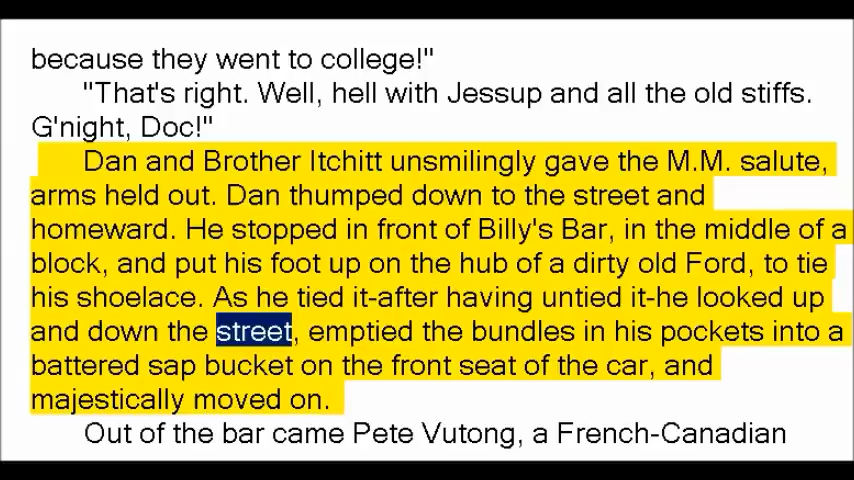 because they went to college!"
"That's right. Well, hell with Jessup and all the old stiffs.
G'night, Doc!"
Dan and Brother Itchitt unsmilingly gave the M.M. salute,
arms held out. Dan thumped down to the street and
homeward. He stopped in front of Billy's Bar, in the middle of a
block, and put his foot up on the hub of a dirty old Ford, to tie
his shoelace. As he tied it-after having untied it-he looked up
and down the street, emptied the bundles in his pockets into a
battered sap bucket on the front seat of the car, and
majestically moved on.
Out of the bar came Pete Vutong, a French-Canadian